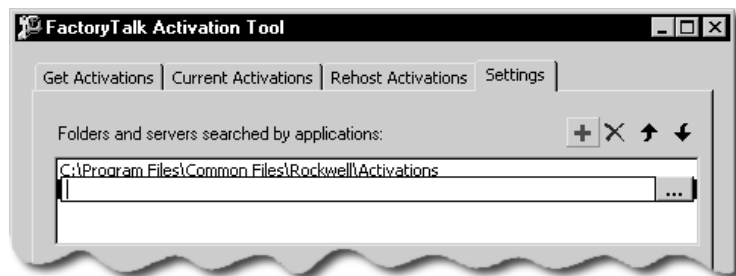 FactoryTalk Activation Tool
Get Activations Current Activations Rehost Activations Settings
Folders and servers searched by applications:
C:\Program Files\Common Files\Rockwell\Activations
...